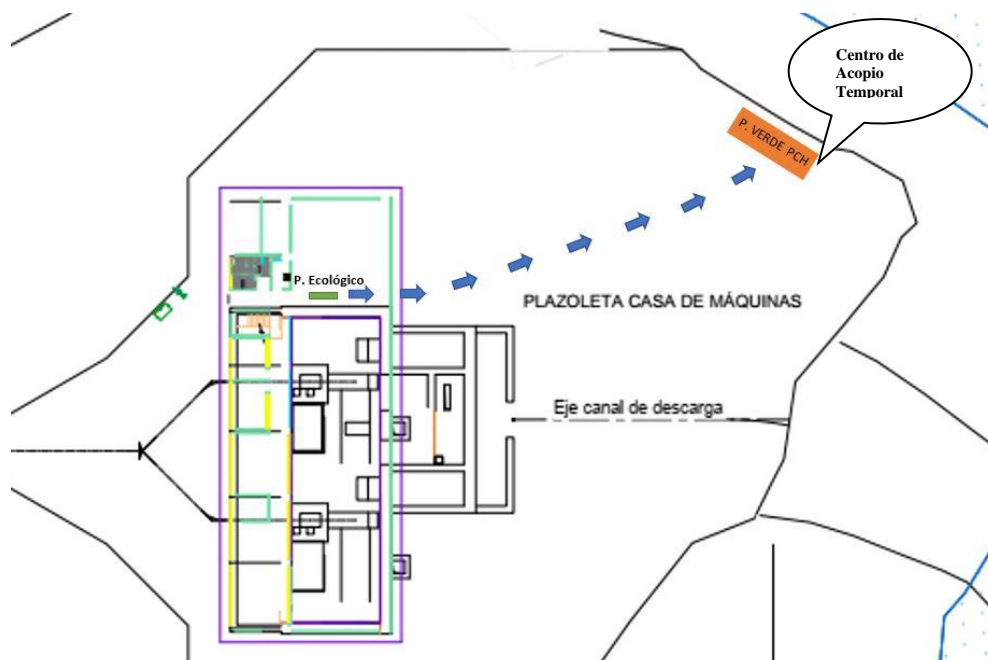 Centro de
Acopio
Temporal
P. VERDE PCH
P. Ecológico
PLAZOLETA CASA DE MÁQUINAS
Eje canal de descarga